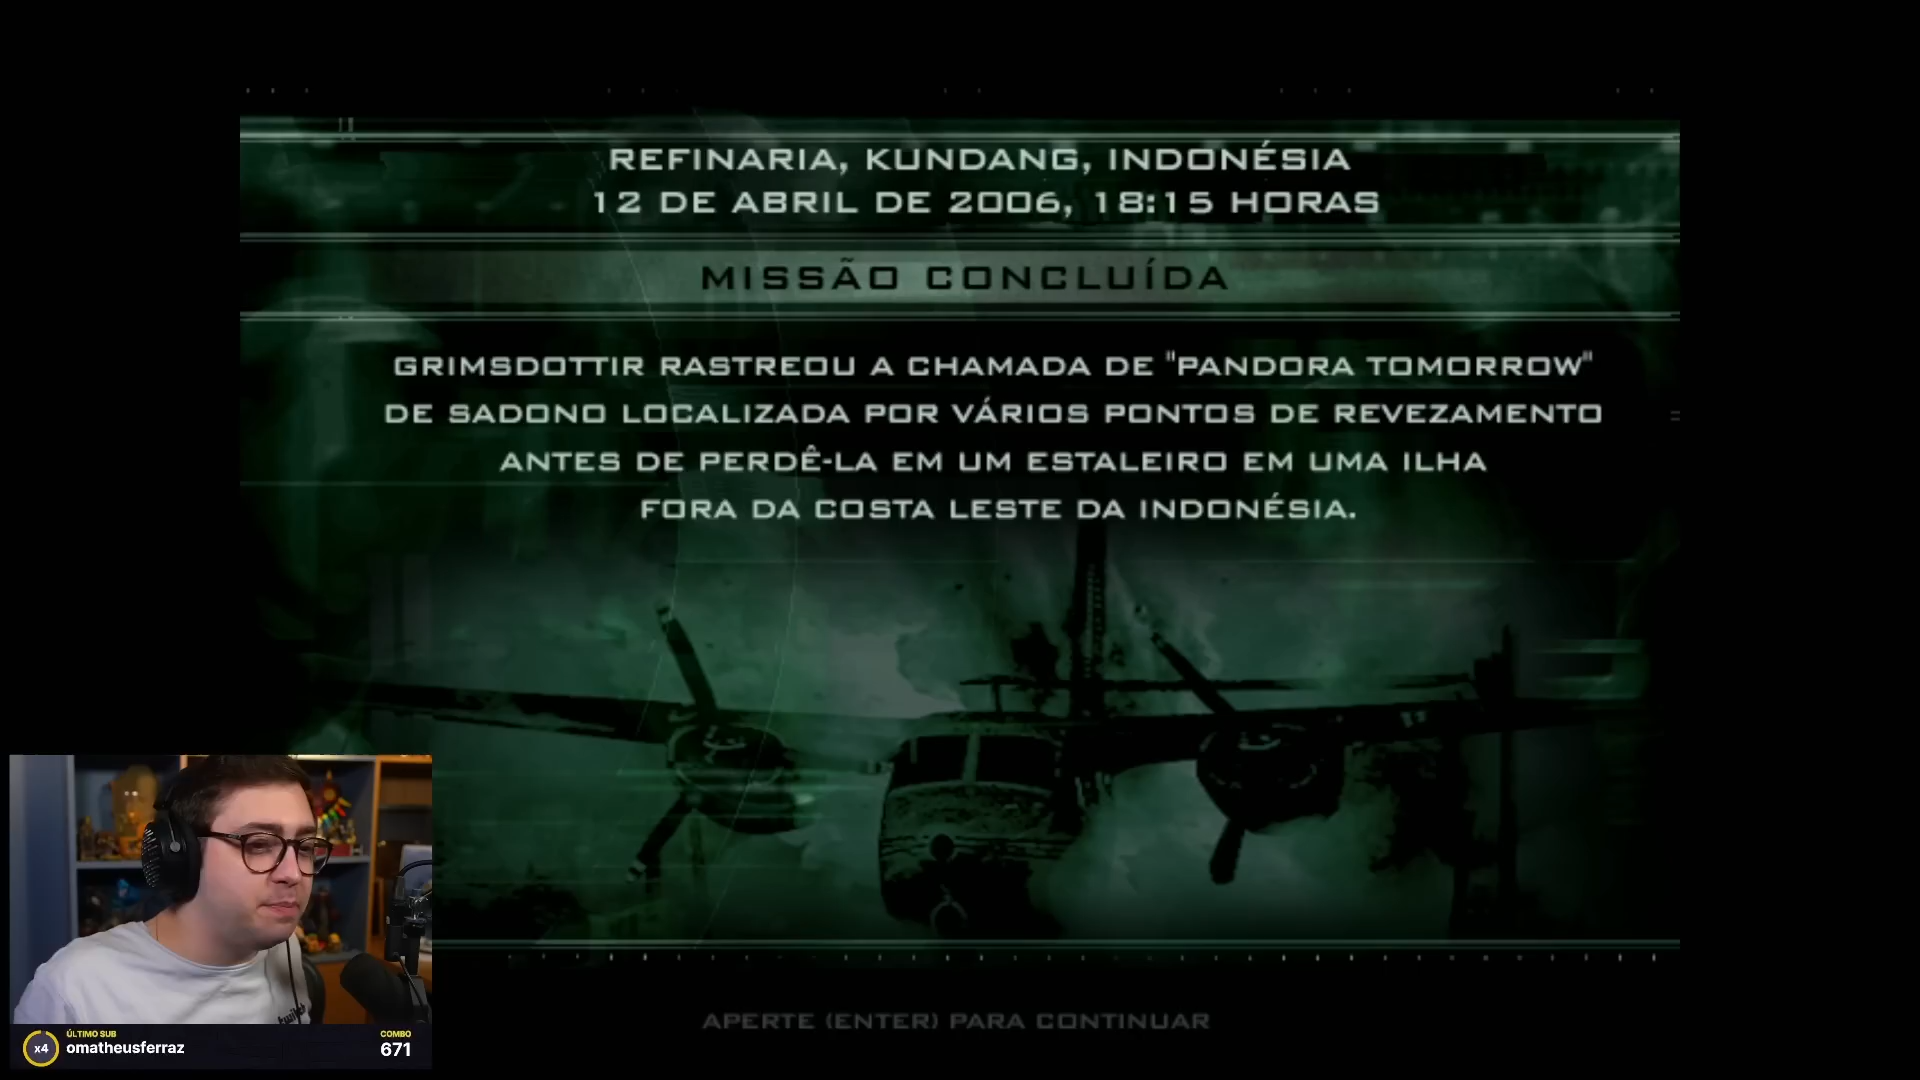 REFINARIA, KUNDANG, INDONÉSIA
12 DE ABRIL DE 2006, 18:15 HORAS
MISSÃO CONCLUÍDA
GRIMSDOTTIR RASTREOU A CHAMADA DE "PANDORA TOMORROW"
DE SADONO LOCALIZADA POR VÁRIOS PONTOS DE REVEZAMENTO
ANTES DE PERDÊ-LA EM UM ESTALEIRO EM UMA ILHA
FORA DA COSTA LESTE DA INDONÉSIA.
APERTE (ENTER) PARA CONTINUAR
ÚLTIMO SUB
COMBO
x4
omatheusferraz
671